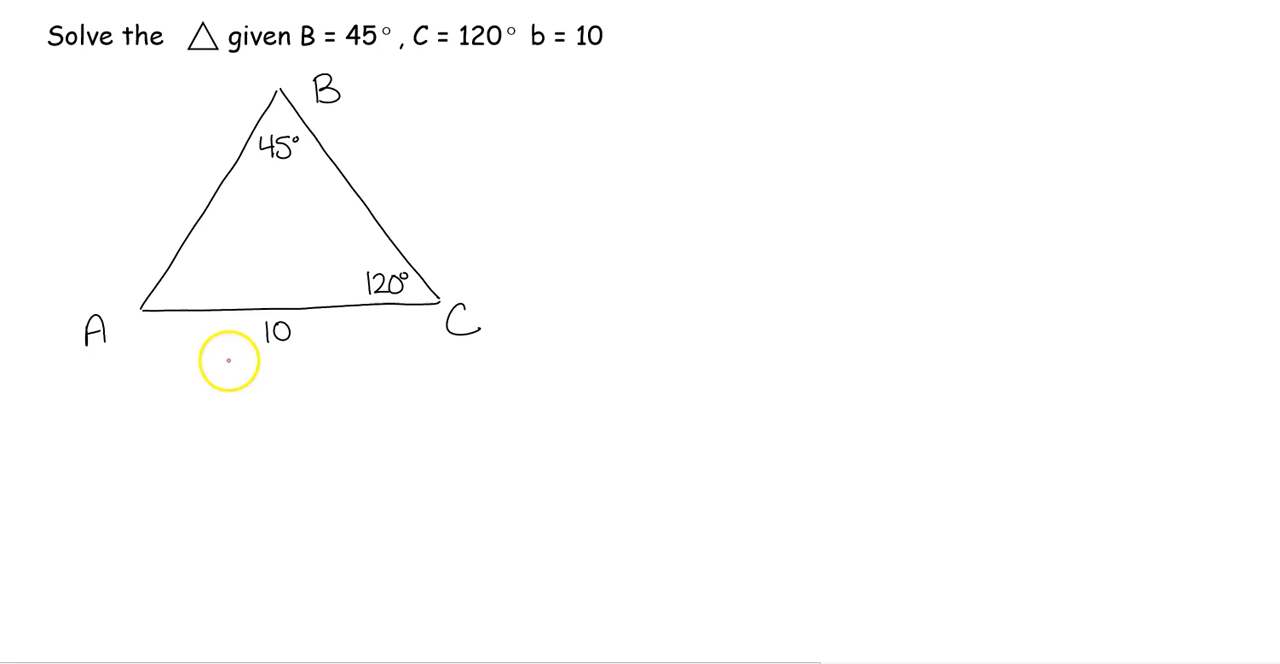 Solve the △ given B = 45°, C = 120° b = 10
B
45°
120°
A
10
C